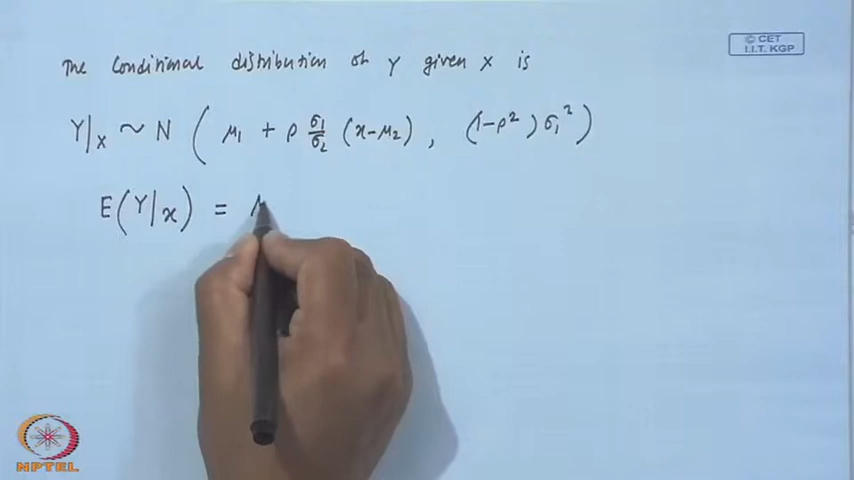 © CET
I.I.T. KGP
The Conditional distribution of Y given X is
Y|x ~ N ( μ₁ + ρ σ₁/σ₂ (x-μ₂) , (1-ρ²) σ₁² )
E(Y|x) = μ
NPTEL